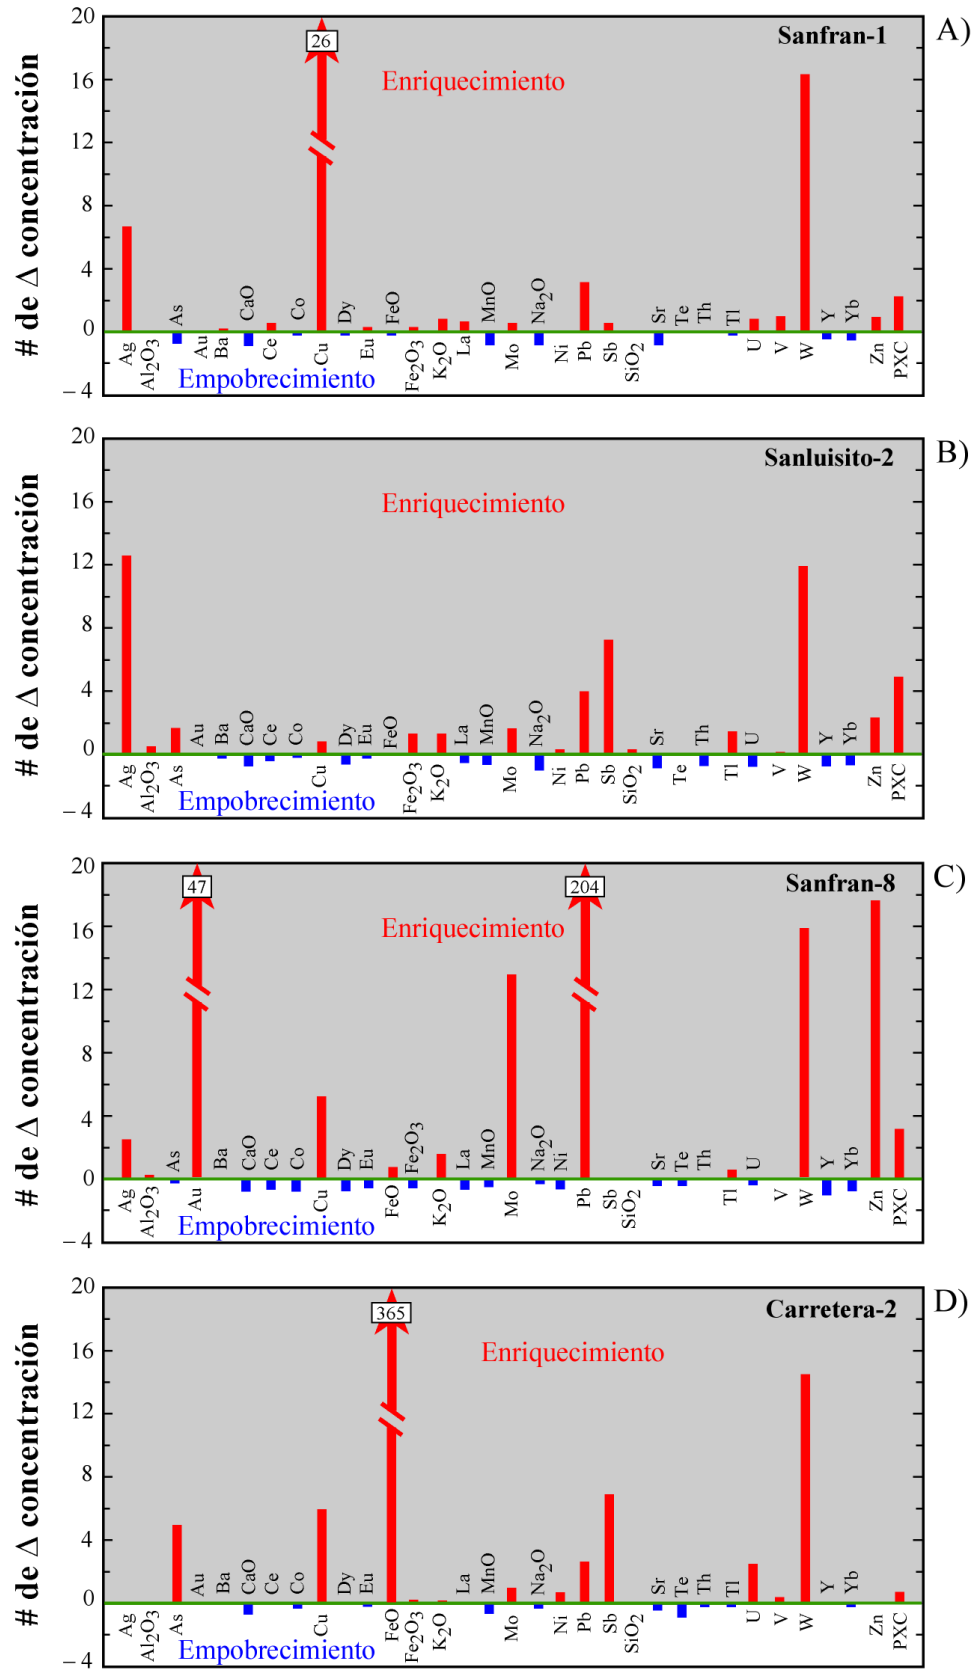 # de Δ concentración
20
16
12
8
4
0
– 4
26
Sanfran-1
A)
Enriquecimiento
As CaO Co Dy FeO MnO Na2O Sr Te Th Tl Y Yb
Ag Al2O3 Au Ba Ce Cu Eu Fe2O3 K2O La Mo Ni Pb Sb SiO2 U V W Zn PXC
Empobrecimiento
# de Δ concentración
20
16
12
8
4
0
– 4
Sanluisito-2
B)
Enriquecimiento
Au Ba CaO Ce Co Dy Eu FeO La MnO Na2O Sr Th U Y Yb
Ag Al2O3 As Cu Fe2O3 K2O Mo Ni Pb Sb SiO2 Te Tl V W Zn PXC
Empobrecimiento
# de Δ concentración
20
16
12
8
4
0
– 4
47
204
Sanfran-8
C)
Enriquecimiento
As Ba CaO Ce Co Dy Eu Fe2O3 La MnO Na2O Ni Sr Te Th U Y Yb
Ag Al2O3 Au Cu FeO K2O Mo Pb Sb SiO2 Tl V W Zn PXC
Empobrecimiento
# de Δ concentración
20
16
12
8
4
0
– 4
365
Carretera-2
D)
Enriquecimiento
Au Ba CaO Ce Co Dy Eu La MnO Na2O Sr Te Th Tl Y Yb
Ag Al2O3 As Cu FeO Fe2O3 K2O Mo Ni Pb Sb SiO2 U V W Zn PXC
Empobrecimiento